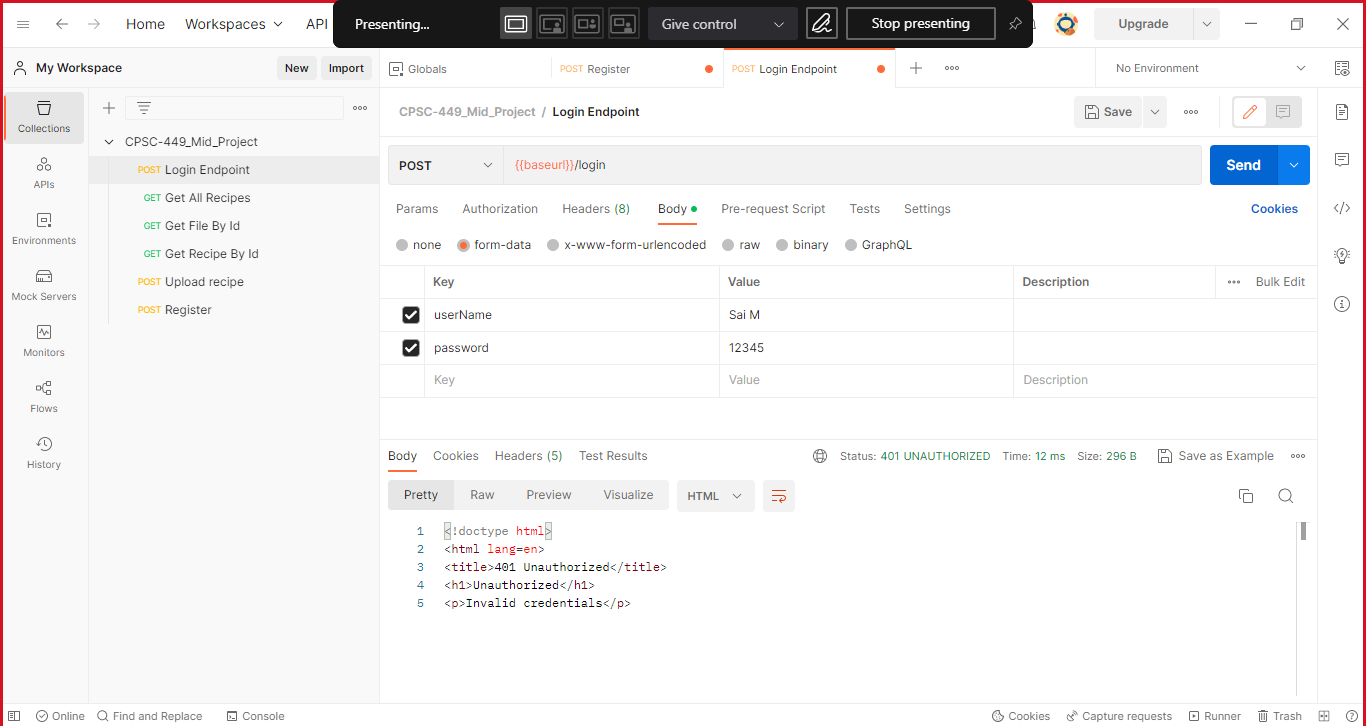 Home Workspaces API
Presenting... Give control Stop presenting
Upgrade
My Workspace New Import
Globals POST Register POST Login Endpoint No Environment
Collections
APIs
Environments
Mock Servers
Monitors
Flows
History
CPSC-449_Mid_Project
POST Login Endpoint
GET Get All Recipes
GET Get File By Id
GET Get Recipe By Id
POST Upload recipe
POST Register
CPSC-449_Mid_Project / Login Endpoint Save
POST {{baseurl}}/login Send
Params Authorization Headers (8) Body Pre-request Script Tests Settings Cookies
none form-data x-www-form-urlencoded raw binary GraphQL
Key Value Description Bulk Edit
userName Sai M
password 12345
Key Value Description
Body Cookies Headers (5) Test Results Status: 401 UNAUTHORIZED Time: 12 ms Size: 296 B Save as Example
Pretty Raw Preview Visualize HTML
1 <!doctype html>
2 <html lang=en>
3 <title>401 Unauthorized</title>
4 <h1>Unauthorized</h1>
5 <p>Invalid credentials</p>
Online Find and Replace Console Cookies Capture requests Runner Trash